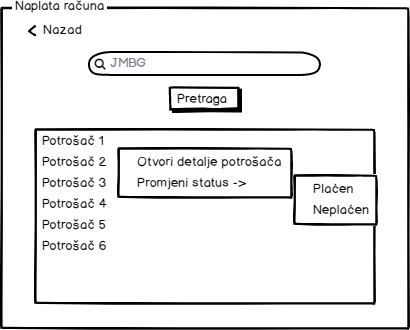 Naplata računa
Nazad
JMBG
Pretraga
Potrošač 1
Potrošač 2
Otvori detalje potrošača
Potrošač 3
Promjeni status ->
Plaćen
Potrošač 4
Neplaćen
Potrošač 5
Potrošač 6